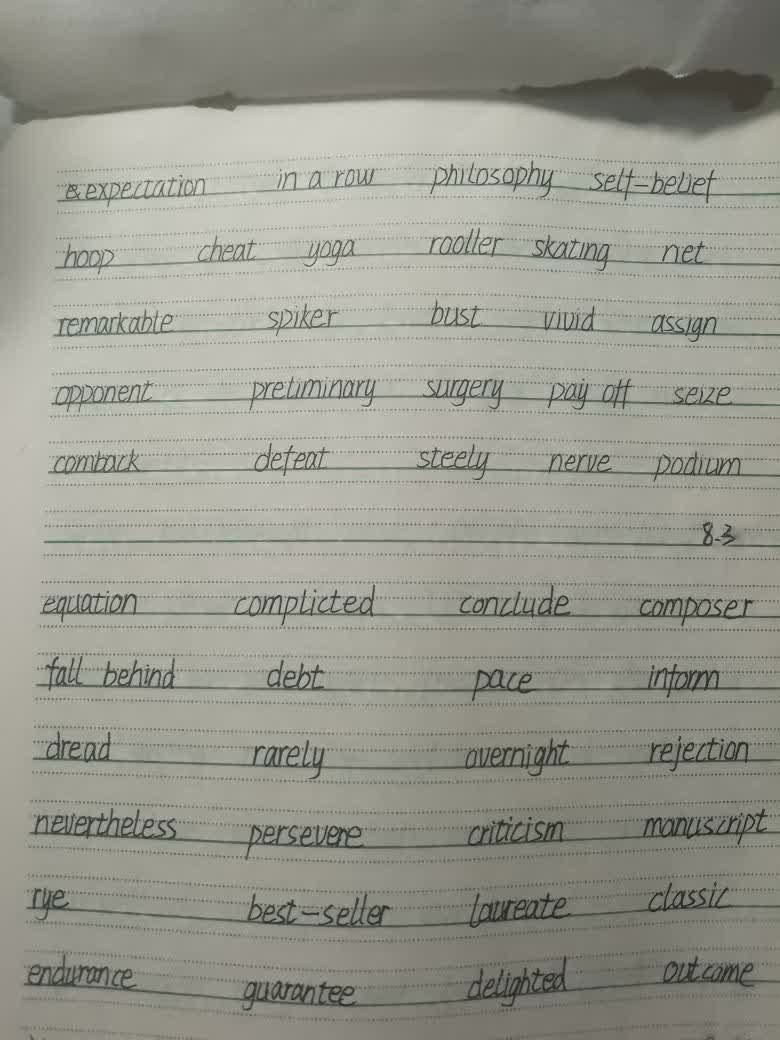 &expectation in a row philosophy self-belief
hoop cheat yoga rooller skating net
remarkable spiker bust vivid assign
opponent preliminary surgery pay off seize
comback defeat steely nerve podium
8.3
equation complicted conclude composer
fall behind debt pace inform
dread rarely overnight rejection
nevertheless persevere criticism manuscript
rye best-seller laureate classic
endurance guarantee delighted outcome